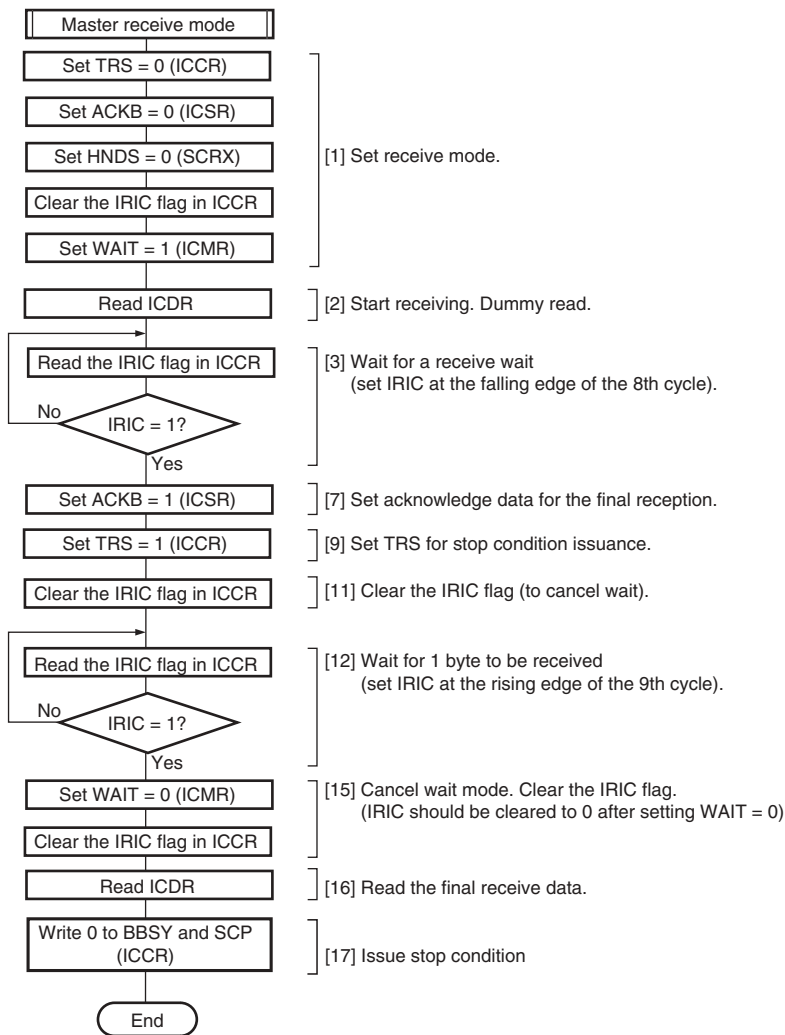 Master receive mode
Set TRS = 0 (ICCR)
Set ACKB = 0 (ICSR)
Set HNDS = 0 (SCRX)
[1] Set receive mode.
Clear the IRIC flag in ICCR
Set WAIT = 1 (ICMR)
Read ICDR
[2] Start receiving. Dummy read.
Read the IRIC flag in ICCR
[3] Wait for a receive wait
(set IRIC at the falling edge of the 8th cycle).
No
IRIC = 1?
Yes
Set ACKB = 1 (ICSR)
[7] Set acknowledge data for the final reception.
Set TRS = 1 (ICCR)
[9] Set TRS for stop condition issuance.
Clear the IRIC flag in ICCR
[11] Clear the IRIC flag (to cancel wait).
Read the IRIC flag in ICCR
[12] Wait for 1 byte to be received
(set IRIC at the rising edge of the 9th cycle).
No
IRIC = 1?
Yes
Set WAIT = 0 (ICMR)
[15] Cancel wait mode. Clear the IRIC flag.
(IRIC should be cleared to 0 after setting WAIT = 0)
Clear the IRIC flag in ICCR
Read ICDR
[16] Read the final receive data.
Write 0 to BBSY and SCP
(ICCR)
[17] Issue stop condition
End